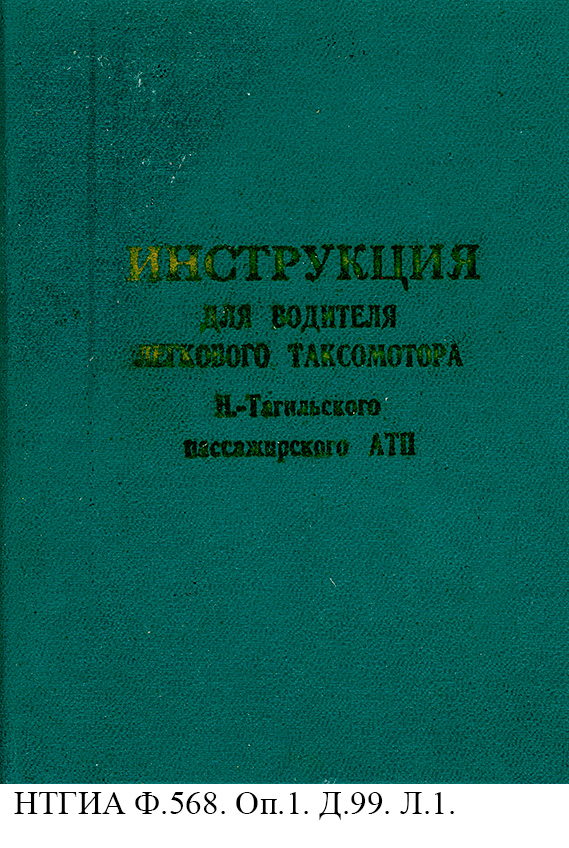 ИНСТРУКЦИЯ
ДЛЯ ВОДИТЕЛЯ
ЛЕГКОВОГО ТАКСОМОТОРА
Н.-Тагильского
пассажирского АТП
НТГИА Ф.568. Оп.1. Д.99. Л.1.